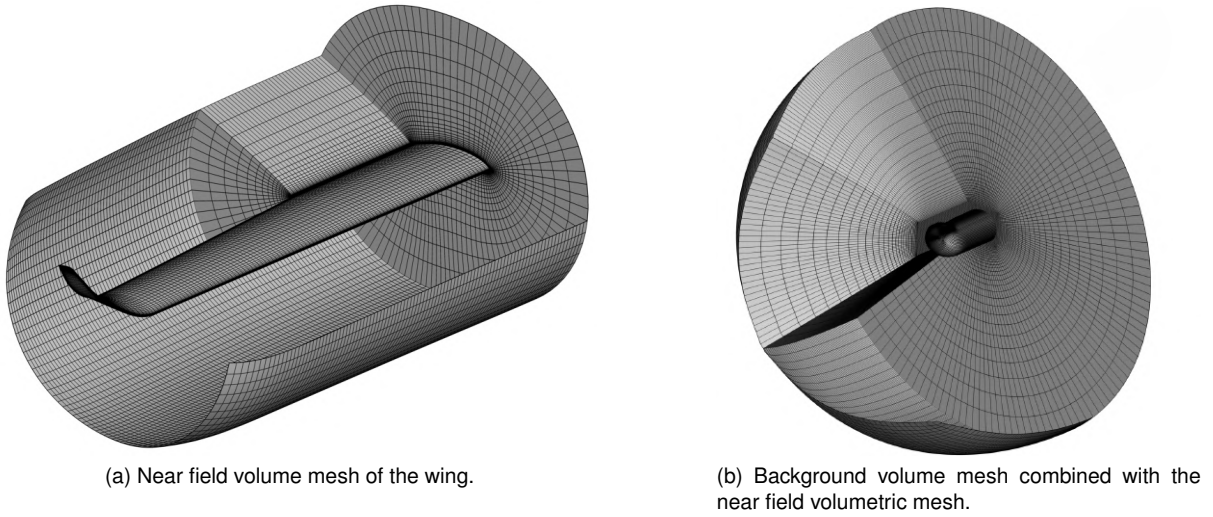 (a) Near field volume mesh of the wing.
(b) Background volume mesh combined with the
near field volumetric mesh.